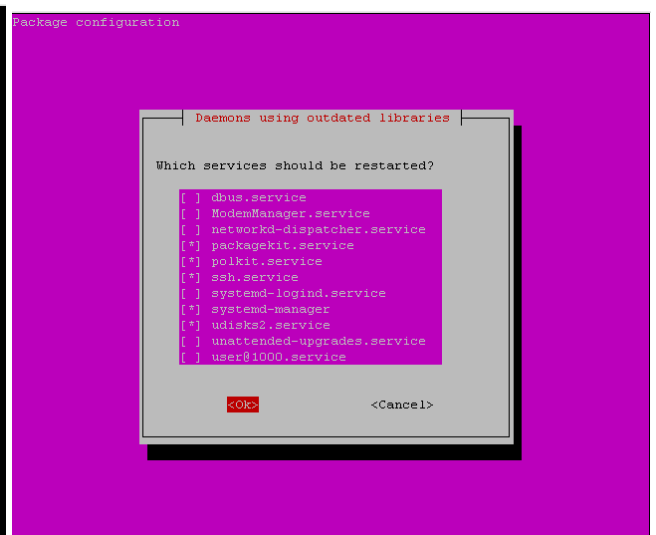 Package configuration
Daemons using outdated libraries
Which services should be restarted?
[ ] dbus.service
[ ] ModemManager.service
[ ] networkd-dispatcher.service
[*] packagekit.service
[*] polkit.service
[*] ssh.service
[ ] systemd-logind.service
[*] systemd-manager
[*] udisks2.service
[ ] unattended-upgrades.service
[ ] user@1000.service
<Ok> <Cancel>